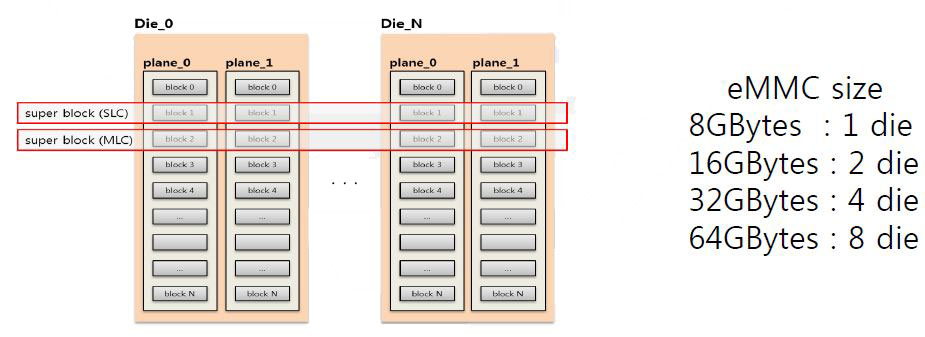 Die_0
Die_N
plane_0
plane_1
plane_0
plane_1
block 0
block 0
block 0
block 0
super block (SLC)
block 1
block 1
block 1
block 1
super block (MLC)
block 2
block 2
block 2
block 2
block 3
block 3
block 3
block 3
block 4
block 4
block 4
block 4
. . .
...
...
...
...
...
...
...
...
block N
block N
block N
block N
eMMC size
8GBytes : 1 die
16GBytes : 2 die
32GBytes : 4 die
64GBytes : 8 die